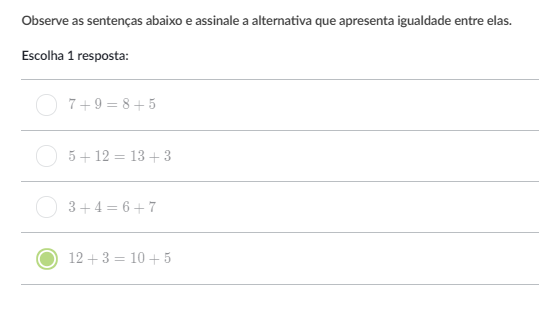 Observe as sentenças abaixo e assinale a alternativa que apresenta igualdade entre elas.
Escolha 1 resposta:
7 + 9 = 8 + 5
5 + 12 = 13 + 3
3 + 4 = 6 + 7
12 + 3 = 10 + 5